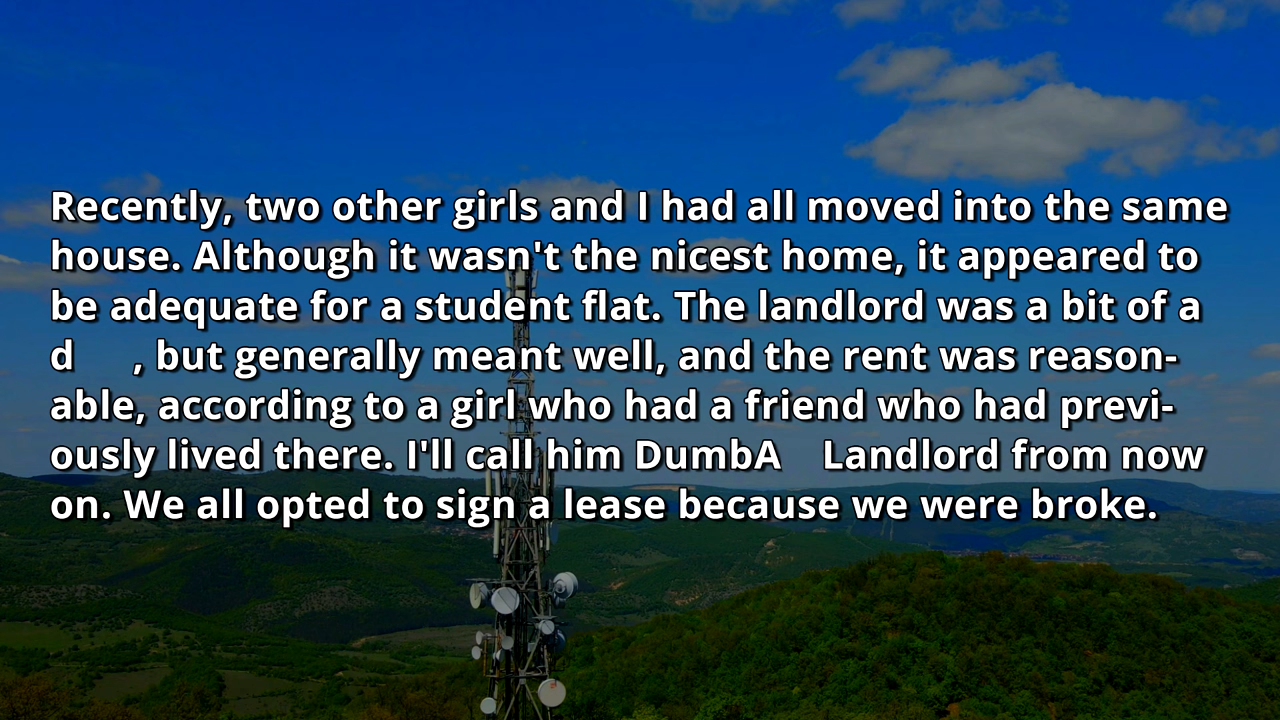 Recently, two other girls and I had all moved into the same
house. Although it wasn't the nicest home, it appeared to
be adequate for a student flat. The landlord was a bit of a
d , but generally meant well, and the rent was reason-
able, according to a girl who had a friend who had previ-
ously lived there. I'll call him DumbA Landlord from now
on. We all opted to sign a lease because we were broke.